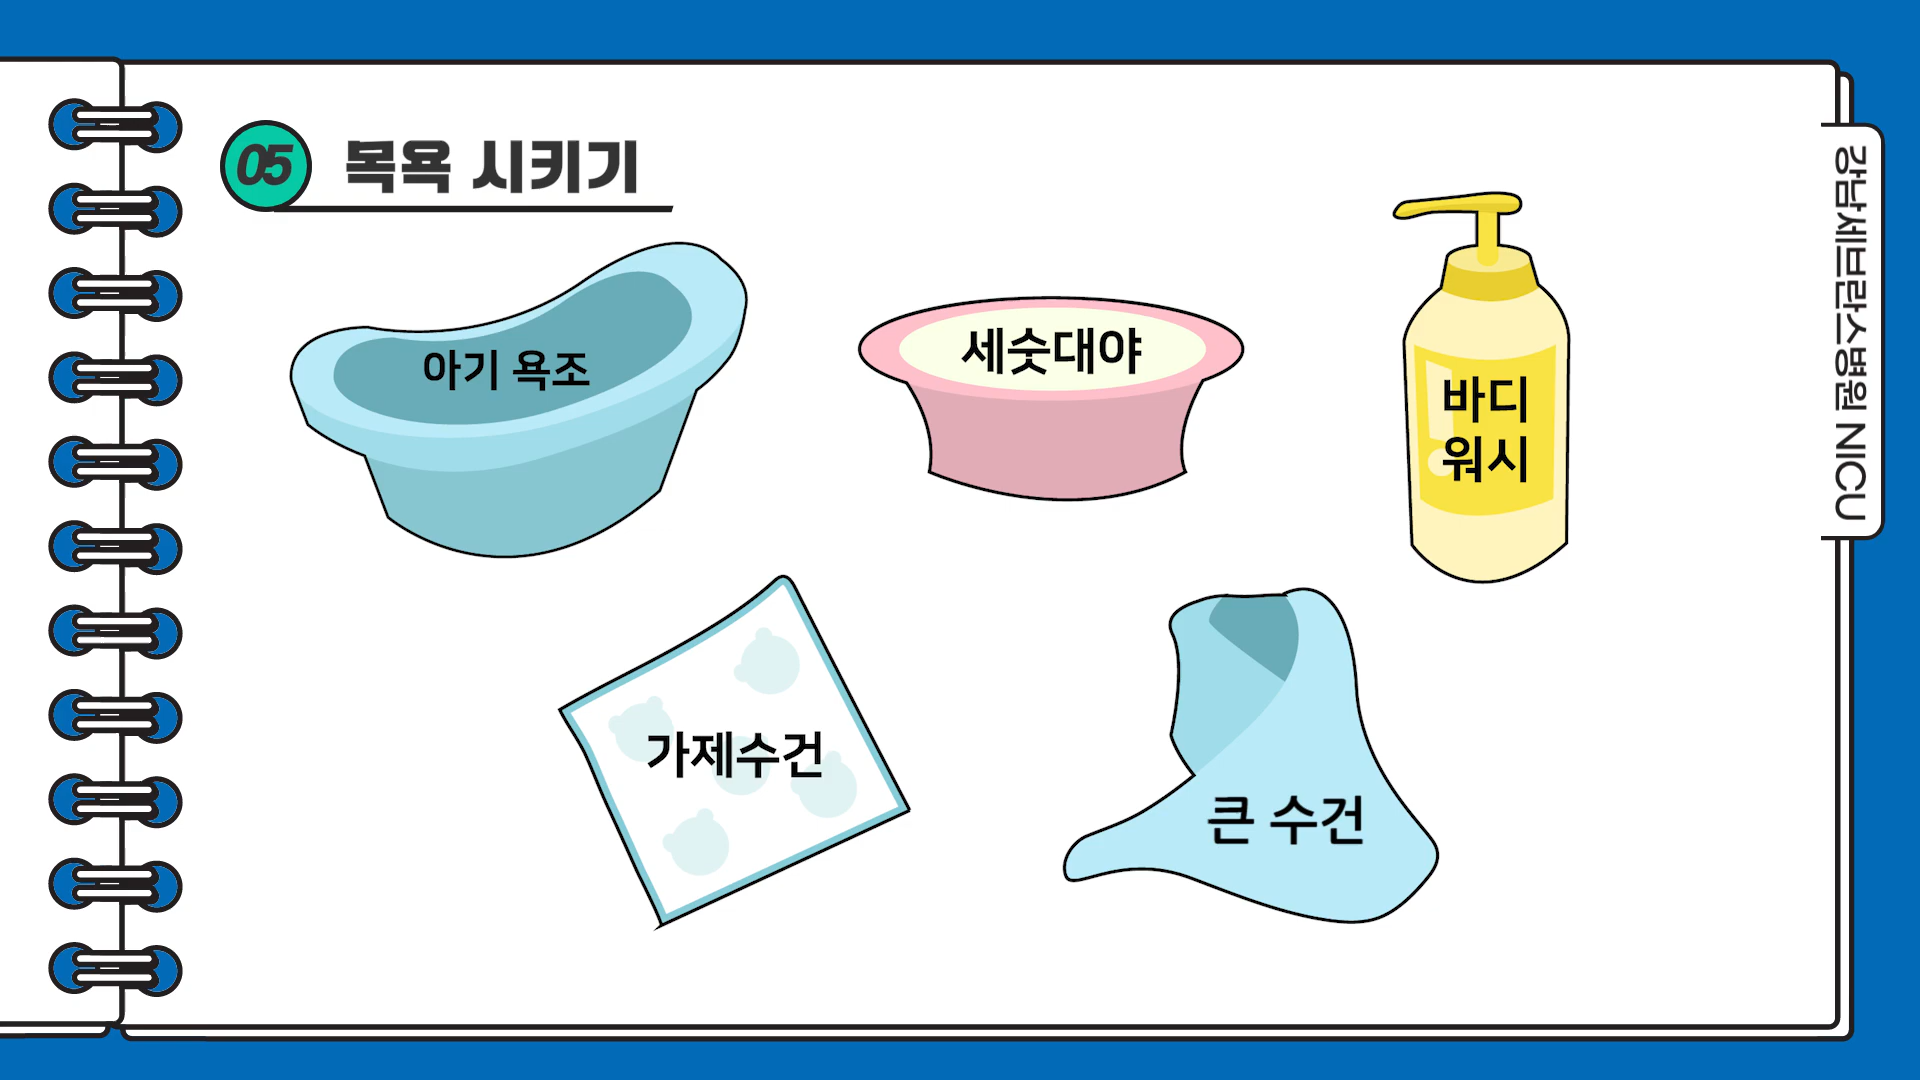 05 목욕 시키기
아기 욕조
세숫대야
바디
워시
가제수건
큰 수건
강남세브란스병원 NICU